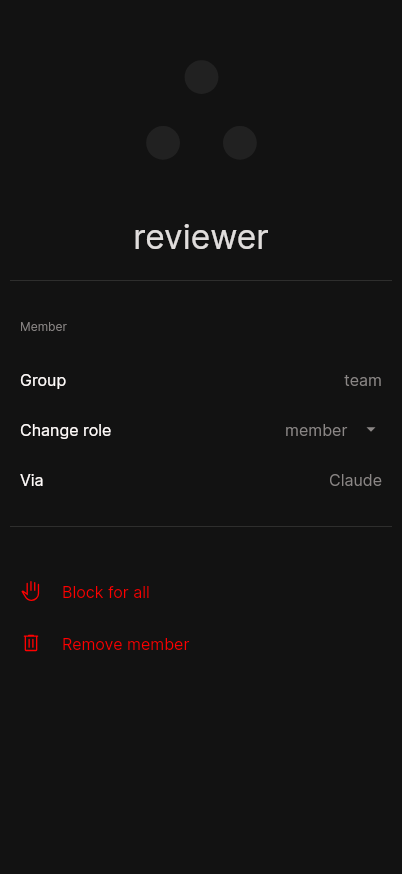 reviewer
Member
Group team
Change role member
Via Claude
Block for all
Remove member